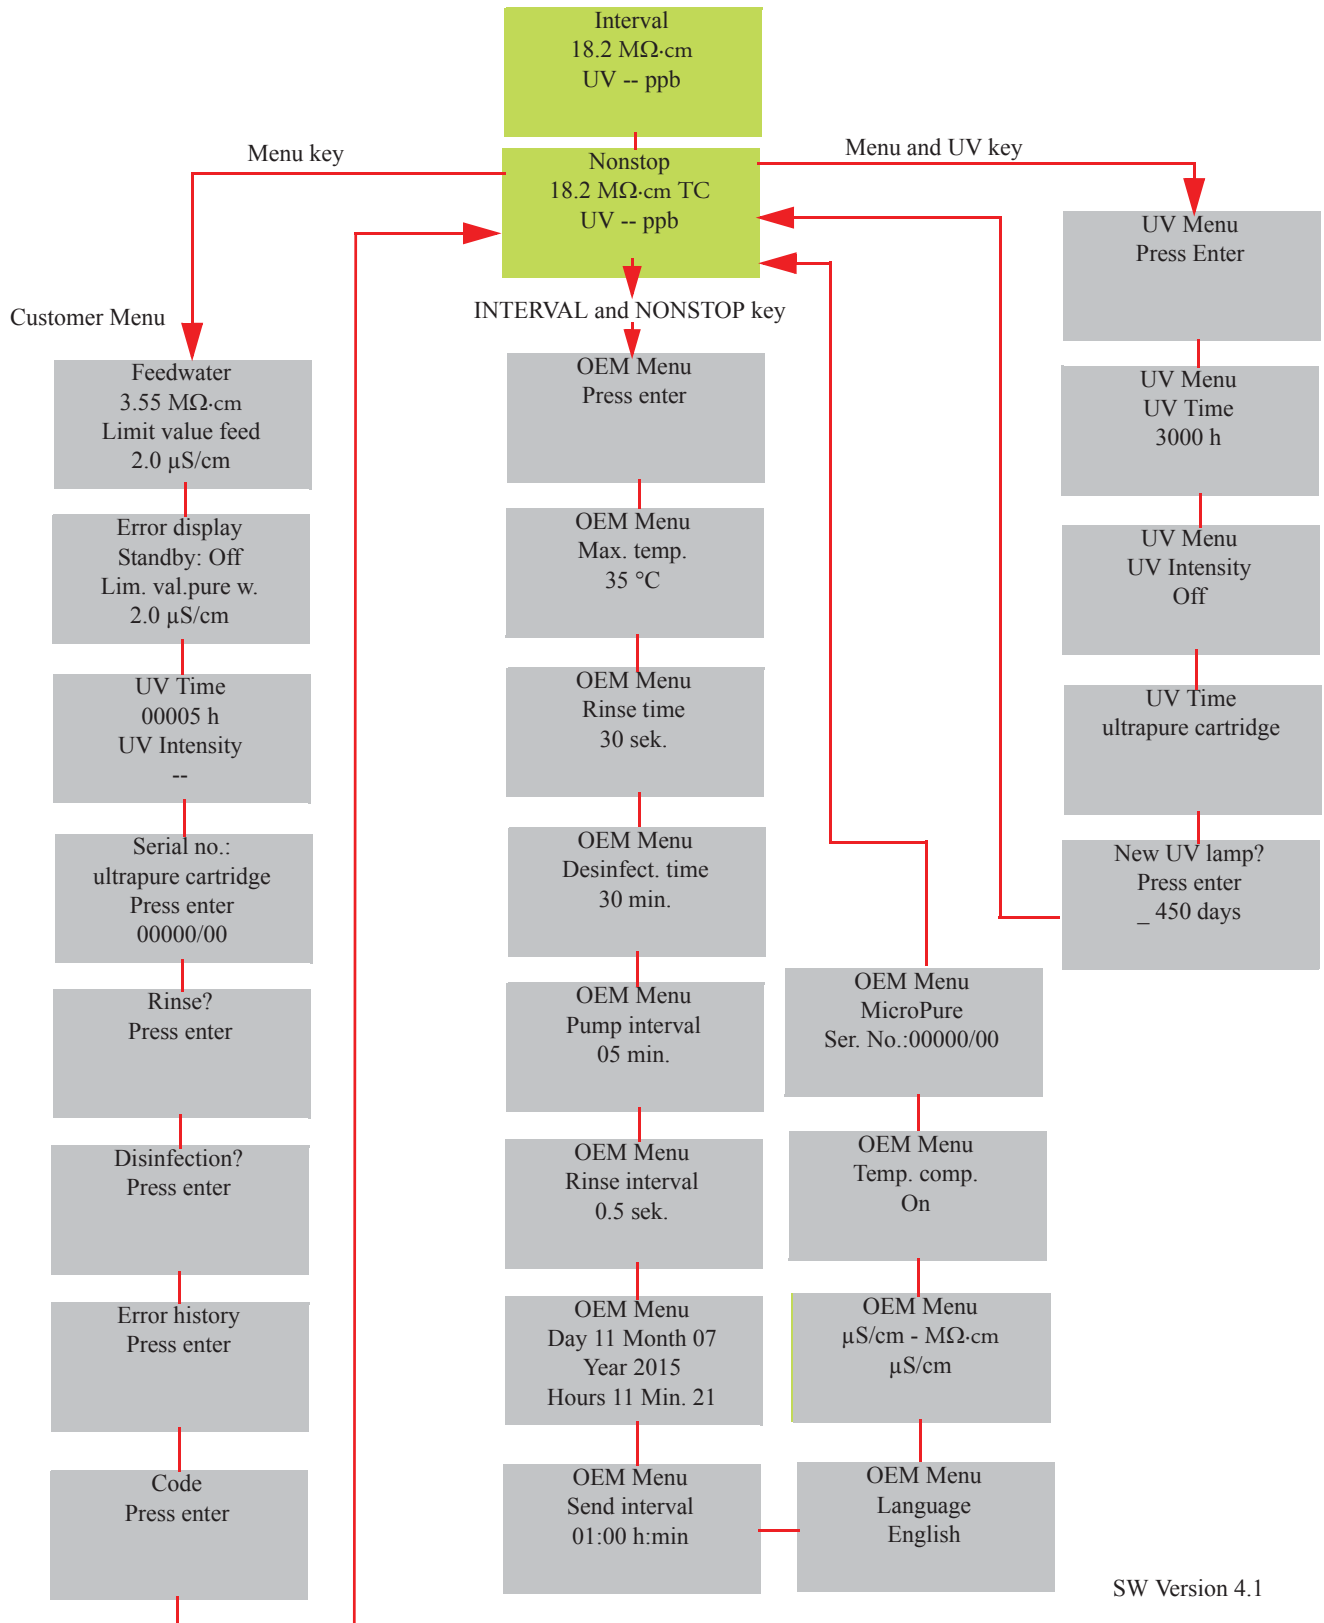 Interval
18.2 MΩ·cm
UV -- ppb
Menu key
Nonstop
18.2 MΩ·cm TC
UV -- ppb
Menu and UV key
Customer Menu
Feedwater
3.55 MΩ·cm
Limit value feed
2.0 µS/cm
Error display
Standby: Off
Lim. val.pure w.
2.0 µS/cm
UV Time
00005 h
UV Intensity
--
Serial no.:
ultrapure cartridge
Press enter
00000/00
Rinse?
Press enter
Disinfection?
Press enter
Error history
Press enter
Code
Press enter
INTERVAL and NONSTOP key
OEM Menu
Press enter
OEM Menu
Max. temp.
35 °C
OEM Menu
Rinse time
30 sek.
OEM Menu
Desinfect. time
30 min.
OEM Menu
Pump interval
05 min.
OEM Menu
Rinse interval
0.5 sek.
OEM Menu
Day 11 Month 07
Year 2015
Hours 11 Min. 21
OEM Menu
Send interval
01:00 h:min
OEM Menu
Language
English
OEM Menu
µS/cm - MΩ·cm
µS/cm
OEM Menu
Temp. comp.
On
OEM Menu
MicroPure
Ser. No.:00000/00
UV Menu
Press Enter
UV Menu
UV Time
3000 h
UV Menu
UV Intensity
Off
UV Time
ultrapure cartridge
New UV lamp?
Press enter
_ 450 days
SW Version 4.1